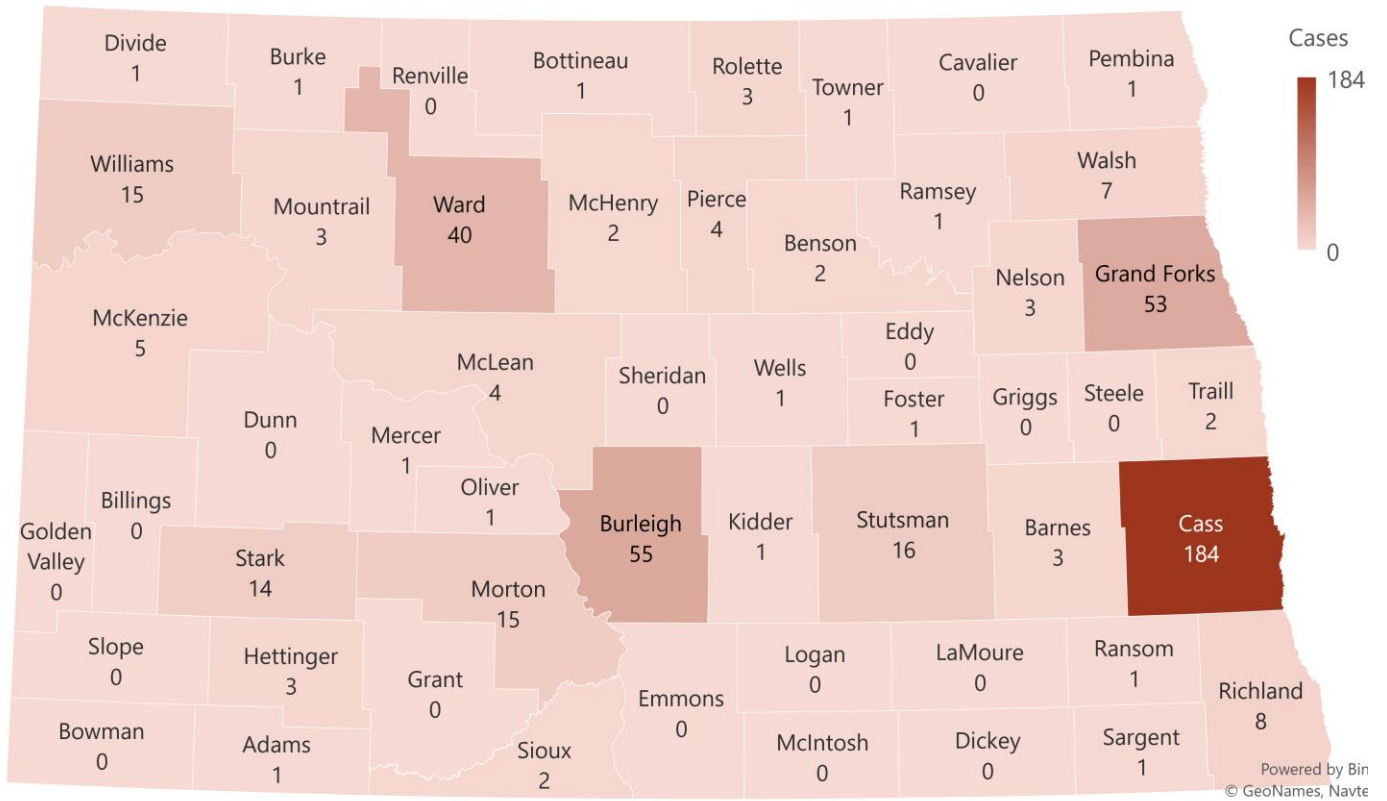 Divide
1
Burke
1
Renville
0
Bottineau
1
Rolette
3
Towner
1
Cavalier
0
Pembina
1
Cases
184
0
Williams
15
Mountrail
3
Ward
40
McHenry
2
Pierce
4
Benson
2
Ramsey
1
Walsh
7
Nelson
3
Grand Forks
53
McKenzie
5
Dunn
0
McLean
4
Mercer
1
Oliver
1
Sheridan
0
Wells
1
Eddy
0
Foster
1
Griggs
0
Steele
0
Traill
2
Golden
Valley
0
Billings
0
Stark
14
Morton
15
Burleigh
55
Kidder
1
Stutsman
16
Barnes
3
Cass
184
Slope
0
Hettinger
3
Grant
0
Emmons
0
Logan
0
LaMoure
0
Ransom
1
Richland
8
Bowman
0
Adams
1
Sioux
2
McIntosh
0
Dickey
0
Sargent
1
Powered by Bin
© GeoNames, Navte